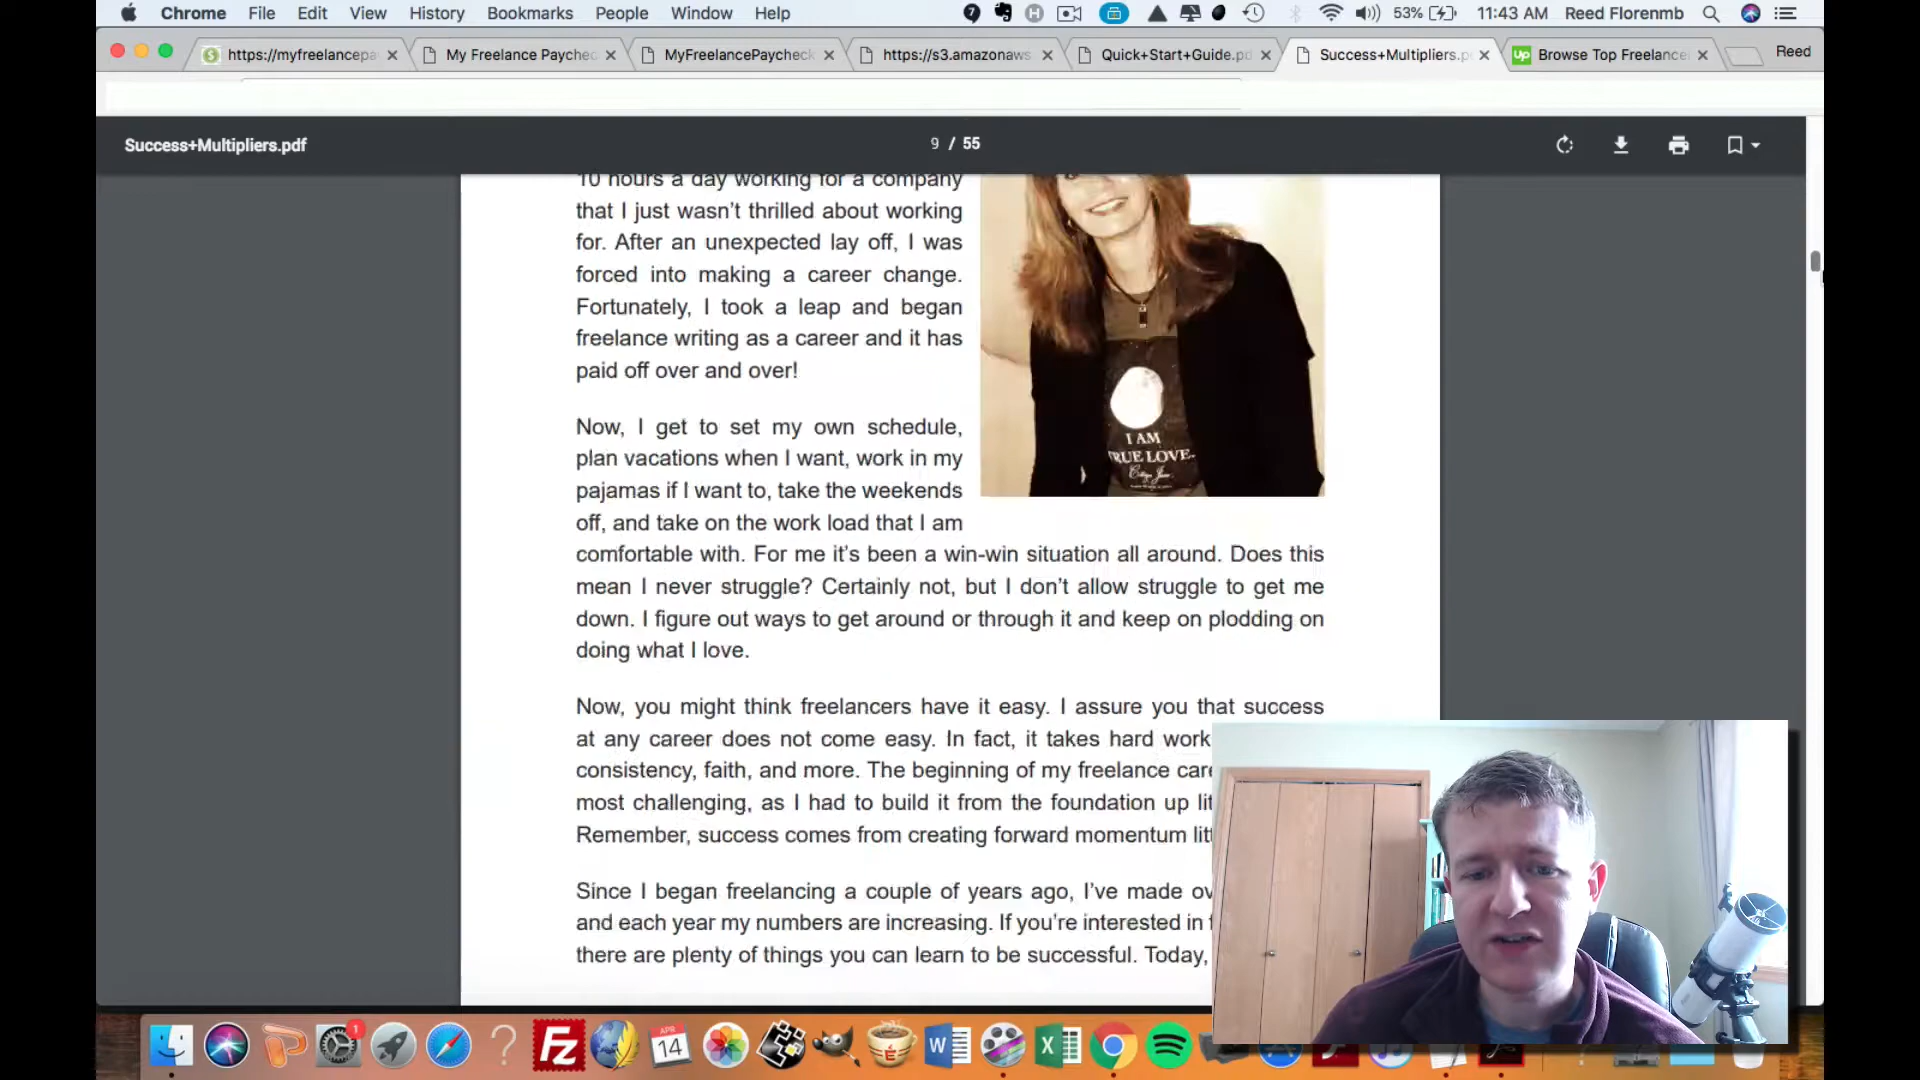 Chrome File Edit View History Bookmarks People Window Help 53% 11:43 AM Reed Florenmb
https://myfreelancepa My Freelance Payche MyFreelancePaycheck https://s3.amazonaws Quick+Start+Guide.pd Success+Multipliers.p Browse Top Freelance Reed
Success+Multipliers.pdf 9 / 55
10 hours a day working for a company
that I just wasn’t thrilled about working
for. After an unexpected lay off, I was
forced into making a career change.
Fortunately, I took a leap and began
freelance writing as a career and it has
paid off over and over!
I AM
TRUE LOVE.
Now, I get to set my own schedule,
plan vacations when I want, work in my
pajamas if I want to, take the weekends
off, and take on the work load that I am
comfortable with. For me it’s been a win-win situation all around. Does this
mean I never struggle? Certainly not, but I don’t allow struggle to get me
down. I figure out ways to get around or through it and keep on plodding on
doing what I love.
Now, you might think freelancers have it easy. I assure you that success
at any career does not come easy. In fact, it takes hard work
consistency, faith, and more. The beginning of my freelance care
most challenging, as I had to build it from the foundation up lit
Remember, success comes from creating forward momentum litt
Since I began freelancing a couple of years ago, I’ve made ov
and each year my numbers are increasing. If you’re interested in f
there are plenty of things you can learn to be successful. Today,
1 Fz APR 14 W X